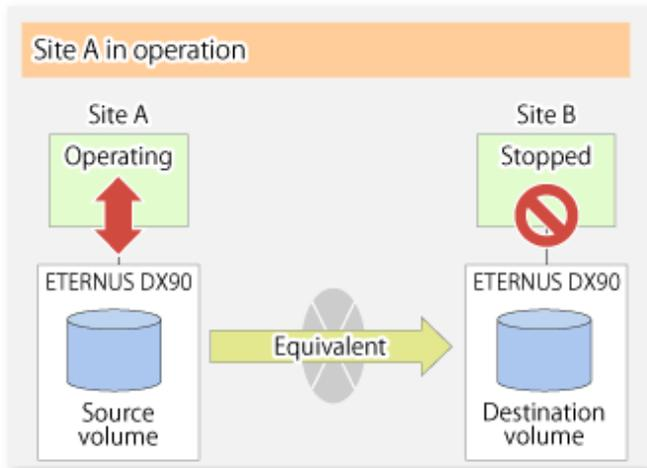 Site A in operation
Site A
Operating
ETERNUS DX90
Source
volume
Equivalent
Site B
Stopped
ETERNUS DX90
Destination
volume